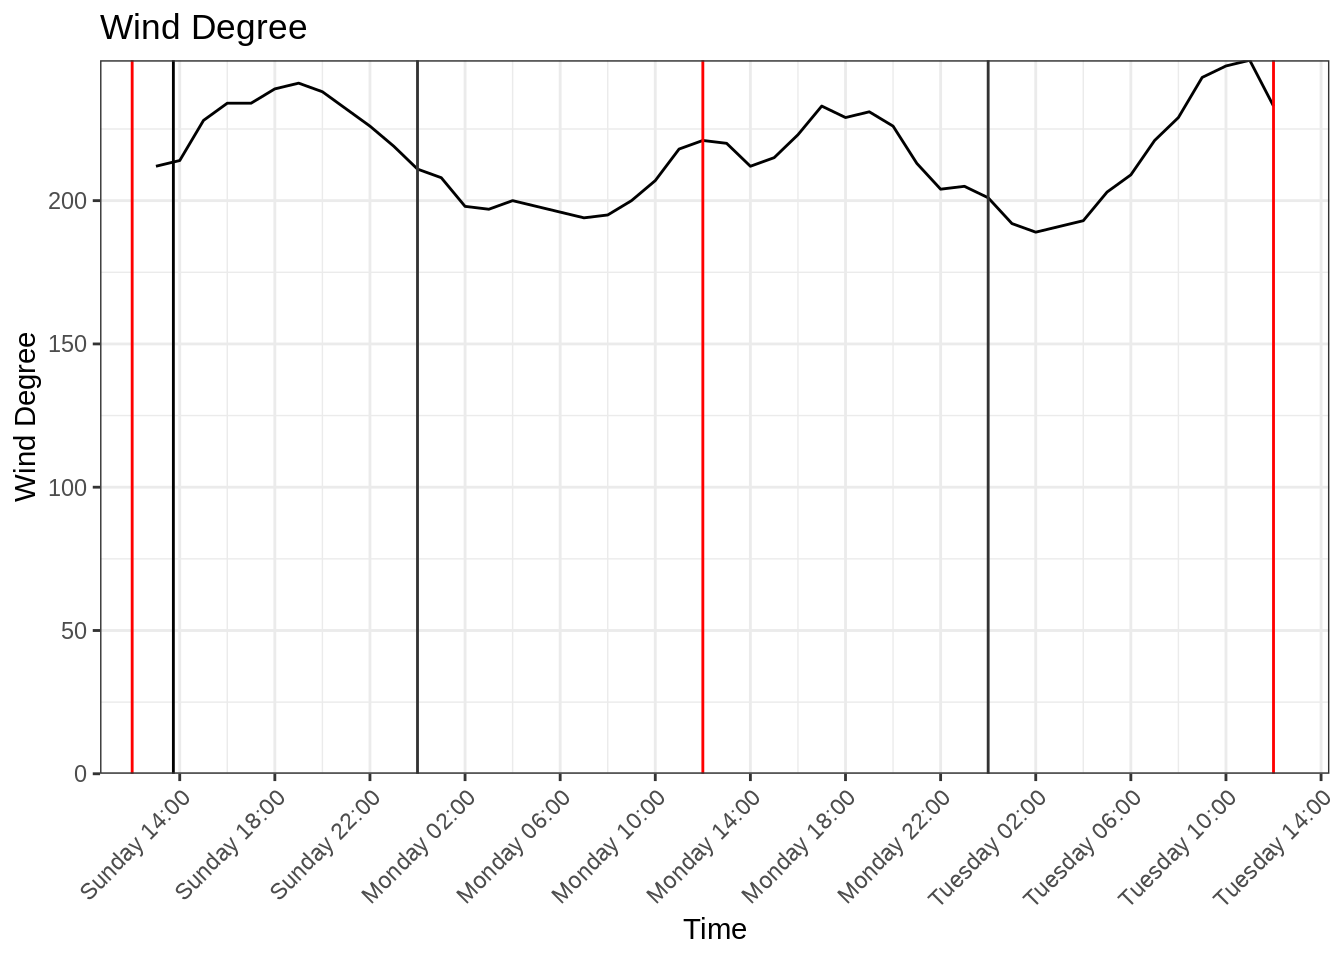 Wind Degree
Wind Degree
200
150
100
50
0
Sunday 14:00
Sunday 18:00
Sunday 22:00
Monday 02:00
Monday 06:00
Monday 10:00
Monday 14:00
Monday 18:00
Monday 22:00
Tuesday 02:00
Tuesday 06:00
Tuesday 10:00
Tuesday 14:00
Time